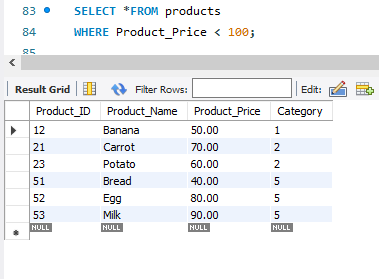 83 SELECT *FROM products
84 WHERE Product_Price < 100;
85
Result Grid Filter Rows: Edit:
Product_ID Product_Name Product_Price Category
12 Banana 50.00 1
21 Carrot 70.00 2
23 Potato 60.00 2
51 Bread 40.00 5
52 Egg 80.00 5
53 Milk 90.00 5
NULL NULL NULL NULL